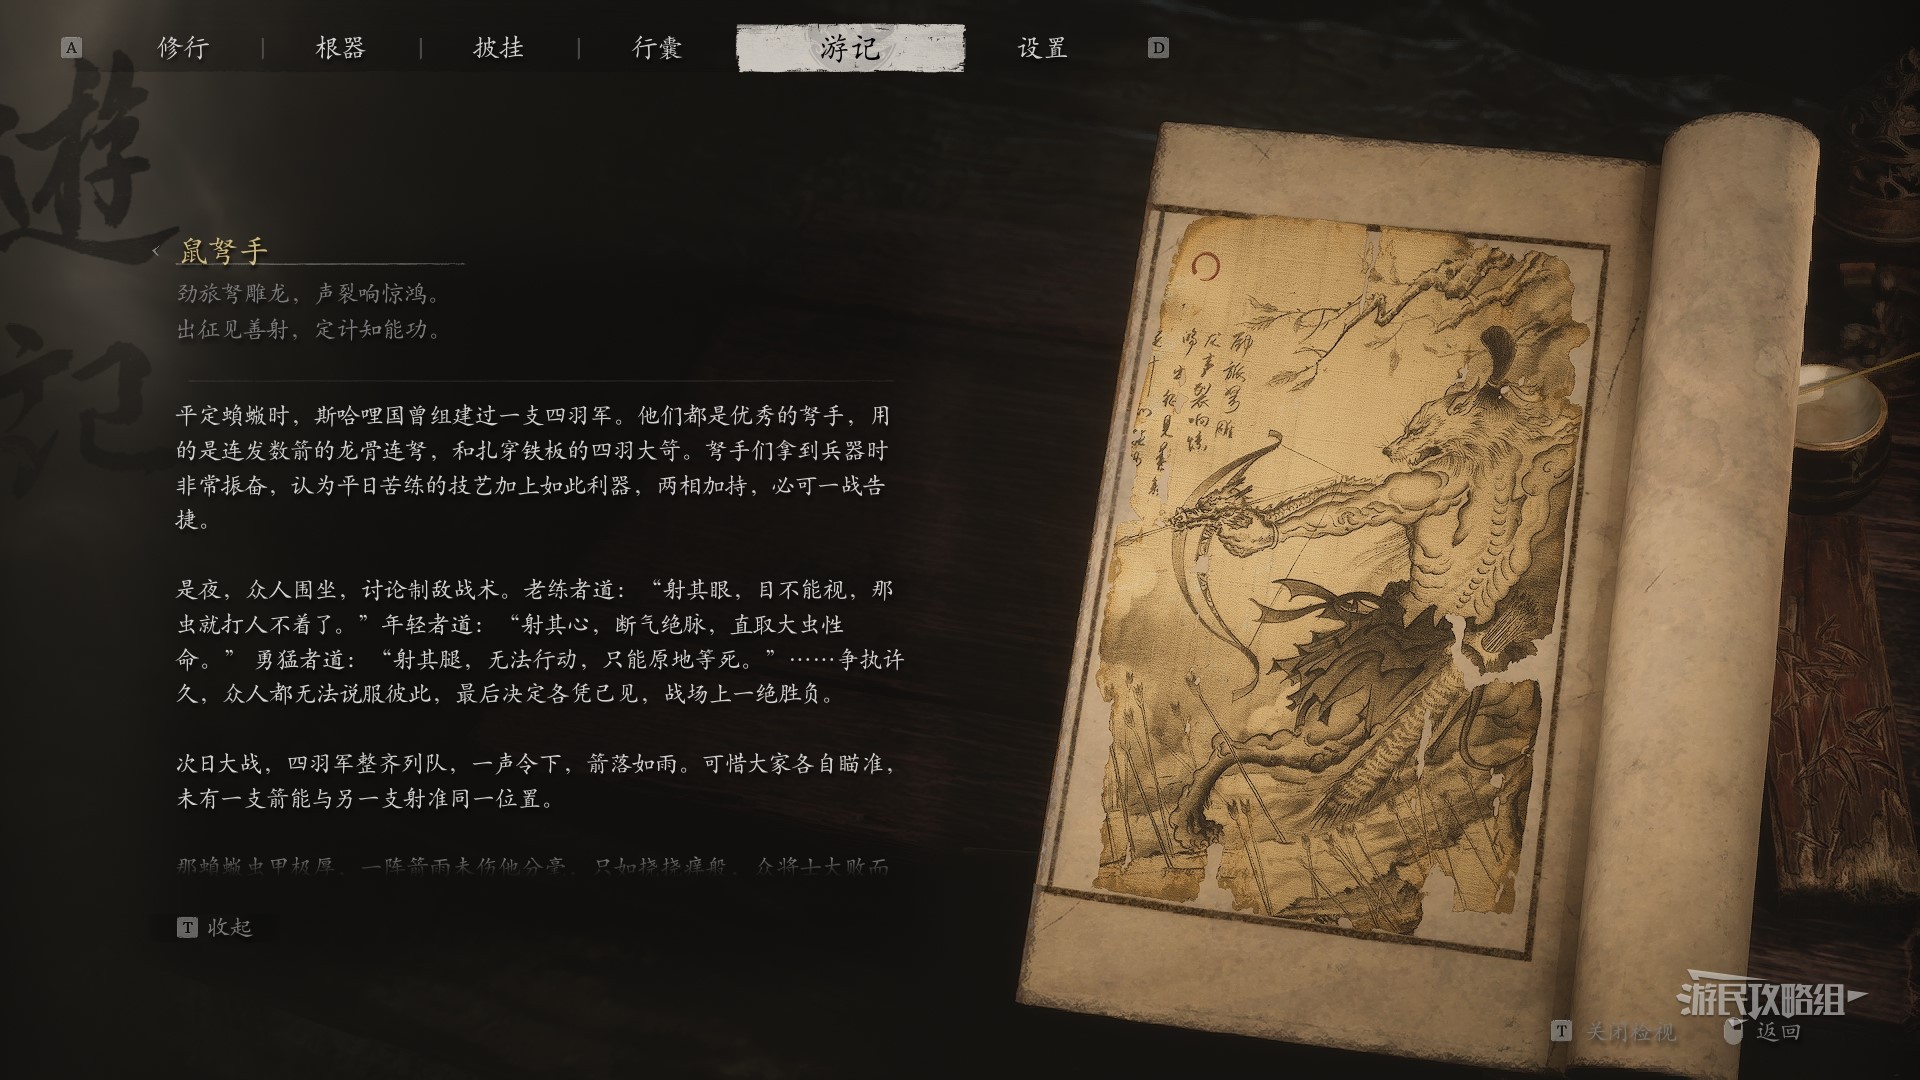 A 修行 | 根器 | 披挂 | 行囊 游记 设置 D
遊記
鼠弩手
劲旅弩雕龙，声裂响惊鸿。
出征见善射，定计知能功。
平定蝜蝂时，斯哈哩国曾组建过一支四羽军。他们都是优秀的弩手，用
的是连发数箭的龙骨连弩，和扎穿铁板的四羽大笴。弩手们拿到兵器时
非常振奋，认为平日苦练的技艺加上如此利器，两相加持，必可一战告
捷。
是夜，众人围坐，讨论制敌战术。老练者道：“射其眼，目不能视，那
虫就打人不着了。”年轻者道：“射其心，断气绝脉，直取大虫性
命。” 勇猛者道：“射其腿，无法行动，只能原地等死。”……争执许
久，众人都无法说服彼此，最后决定各凭己见，战场上一绝胜负。
次日大战，四羽军整齐列队，一声令下，箭落如雨。可惜大家各自瞄准，
未有一支箭能与另一支射准同一位置。
那蝜蝂虫甲极厚，一阵箭雨未伤他分毫，只如挠挠痒般，众将士大败而
T 收起
劲旅弩雕
声裂响惊
出征见善
游民攻略组
T 关闭检视 返回